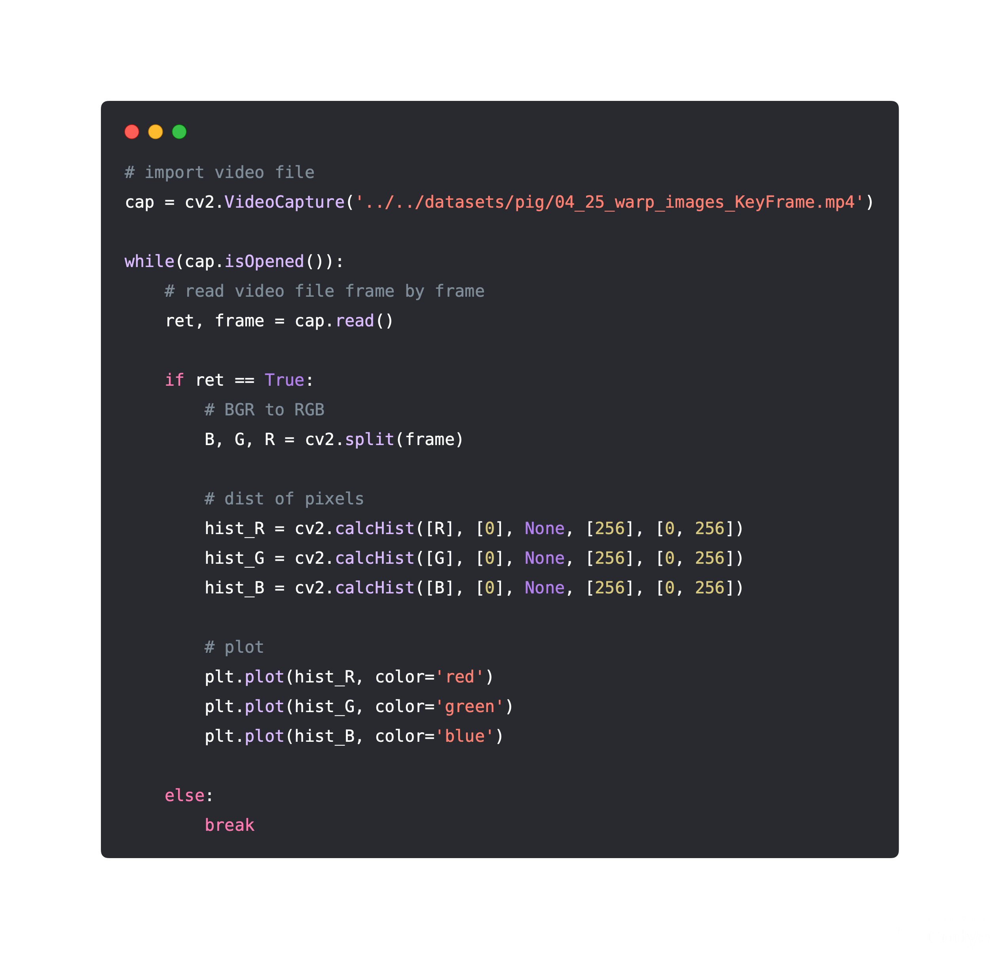 # import video file
cap = cv2.VideoCapture('../../datasets/pig/04_25_warp_images_KeyFrame.mp4')
while(cap.isOpened()):
    # read video file frame by frame
    ret, frame = cap.read()
    if ret == True:
        # BGR to RGB
        B, G, R = cv2.split(frame)
        # dist of pixels
        hist_R = cv2.calcHist([R], [0], None, [256], [0, 256])
        hist_G = cv2.calcHist([G], [0], None, [256], [0, 256])
        hist_B = cv2.calcHist([B], [0], None, [256], [0, 256])
        # plot
        plt.plot(hist_R, color='red')
        plt.plot(hist_G, color='green')
        plt.plot(hist_B, color='blue')
    else:
        break